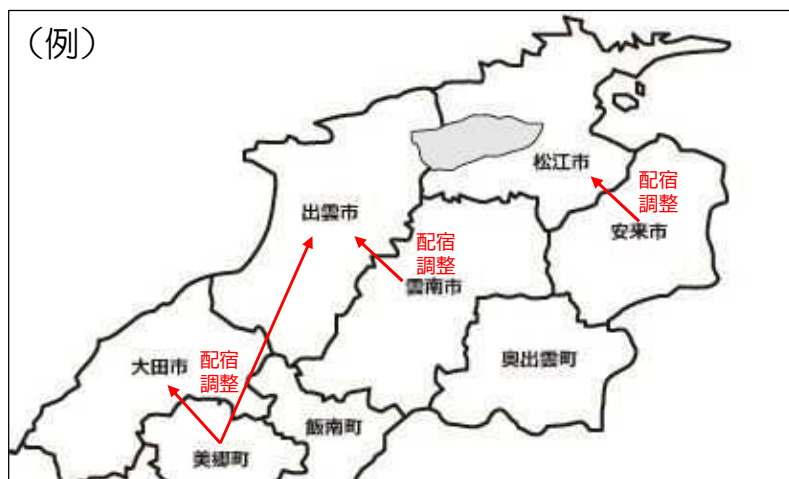 （例）
松江市
配宿
調整
安来市
出雲市
配宿
調整
雲南市
大田市
配宿
調整
奥出雲町
飯南町
美郷町